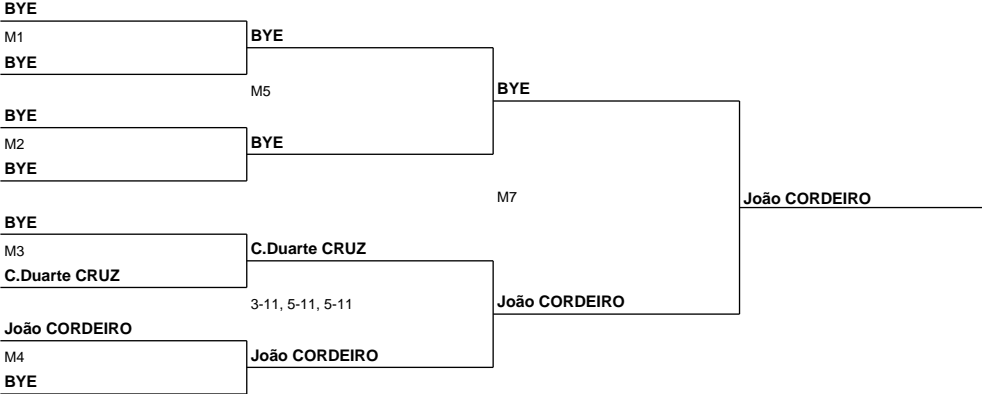 BYE
M1
BYE
BYE
M5
BYE
BYE
M2
BYE
BYE
M7
João CORDEIRO
BYE
M3
C.Duarte CRUZ
C.Duarte CRUZ
3-11, 5-11, 5-11
João CORDEIRO
João CORDEIRO
M4
João CORDEIRO
BYE